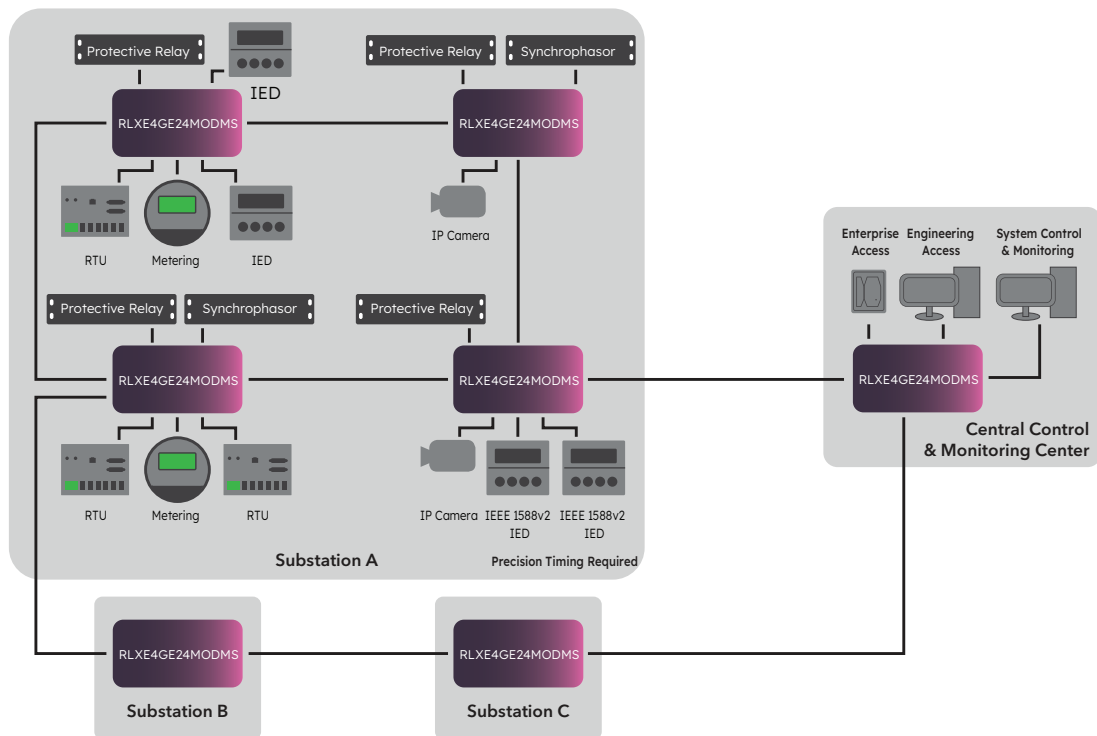 Protective Relay
IED
RLXE4GE24MODMS
RTU
Metering
IED
Protective Relay
Synchrophasor
RLXE4GE24MODMS
IP Camera
Protective Relay
Synchrophasor
RLXE4GE24MODMS
RTU
Metering
RTU
Protective Relay
RLXE4GE24MODMS
IP Camera
IEEE 1588v2
IED
IEEE 1588v2
IED
Substation A
Precision Timing Required
Enterprise
Access
Engineering
Access
System Control
& Monitoring
RLXE4GE24MODMS
Central Control
& Monitoring Center
RLXE4GE24MODMS
Substation B
RLXE4GE24MODMS
Substation C